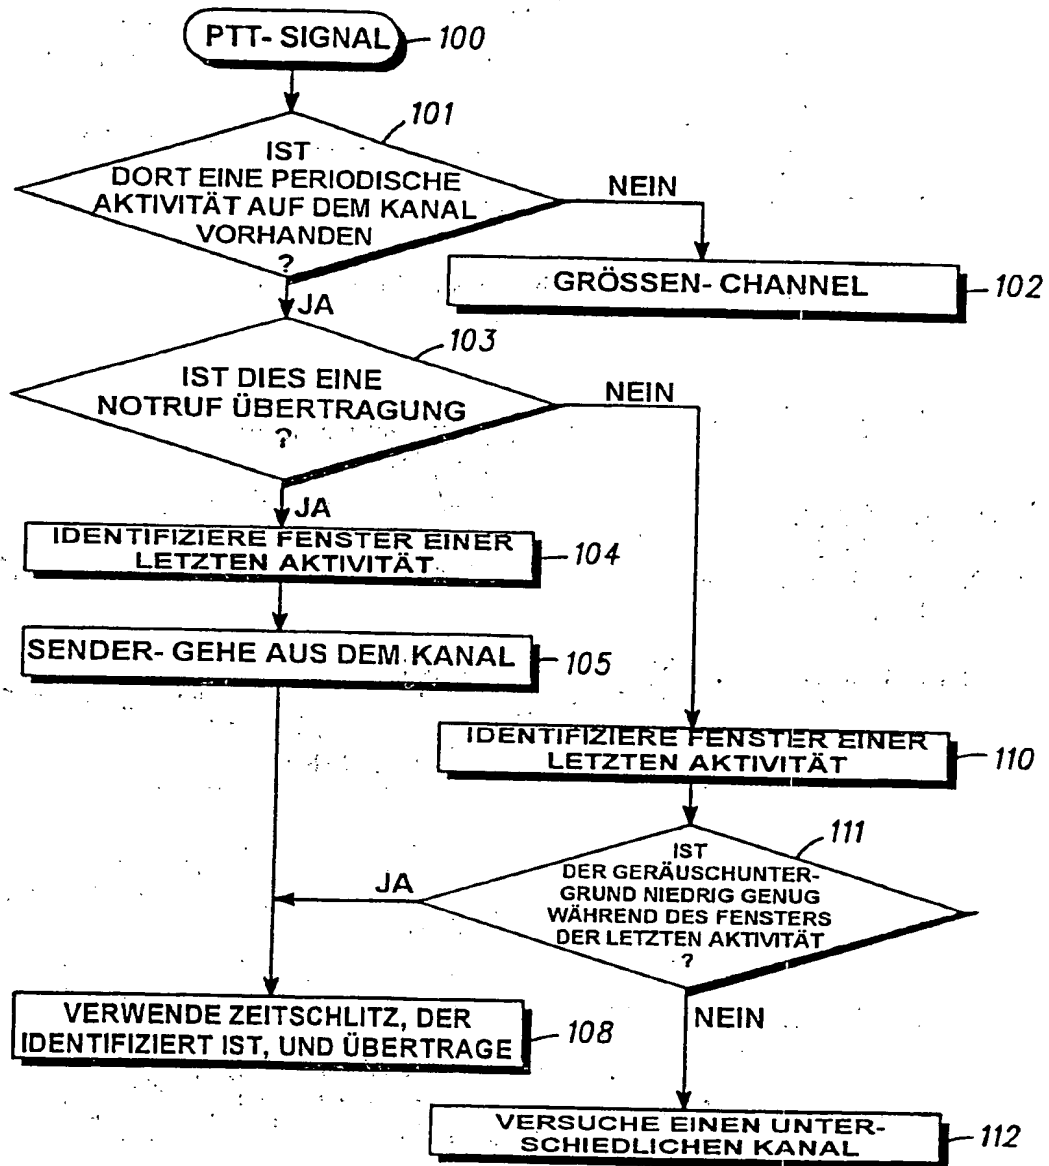 PTT- SIGNAL
100
101
IST
DORT EINE PERIODISCHE
AKTIVITÄT AUF DEM KANAL
VORHANDEN
?
NEIN
GRÖSSEN- CHANNEL
102
JA
103
IST DIES EINE
NOTRUF ÜBERTRAGUNG
?
NEIN
JA
IDENTIFIZIERE FENSTER EINER
LETZTEN AKTIVITÄT
104
SENDER- GEHE AUS DEM KANAL
105
IDENTIFIZIERE FENSTER EINER
LETZTEN AKTIVITÄT
110
111
IST
DER GERÄUSCHUNTER-
GRUND NIEDRIG GENUG
WÄHREND DES FENSTERS
DER LETZTEN AKTIVITÄT
?
JA
VERWENDE ZEITSCHLITZ, DER
IDENTIFIZIERT IST, UND ÜBERTRAGE
108
NEIN
VERSUCHE EINEN UNTER-
SCHIEDLICHEN KANAL
112